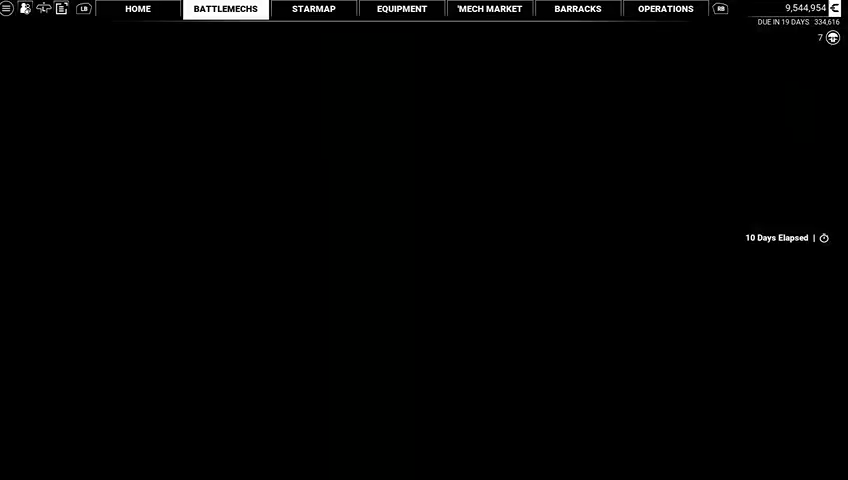 LB HOME BATTLEMECHS STARMAP EQUIPMENT 'MECH MARKET BARRACKS OPERATIONS RB 9,544,954
DUE IN 19 DAYS 334,616
7
10 Days Elapsed |